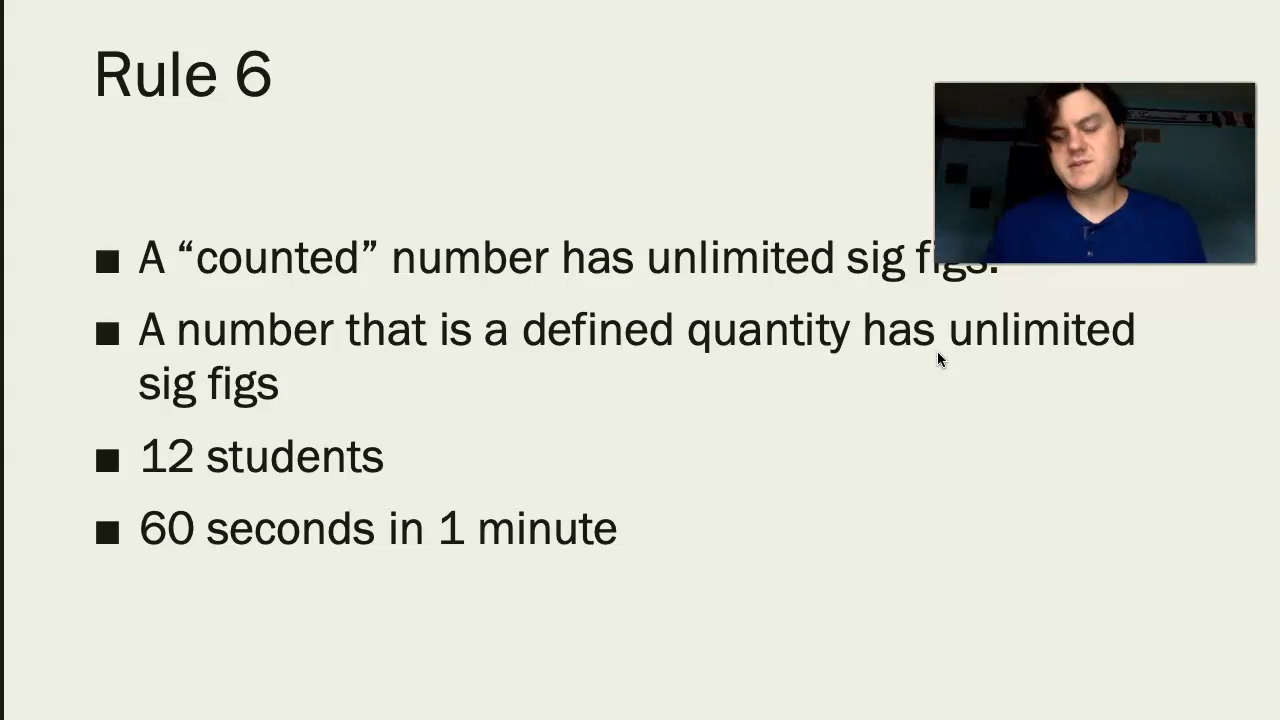 Rule 6
■ A “counted” number has unlimited sig figs.
■ A number that is a defined quantity has unlimited
sig figs
■ 12 students
■ 60 seconds in 1 minute